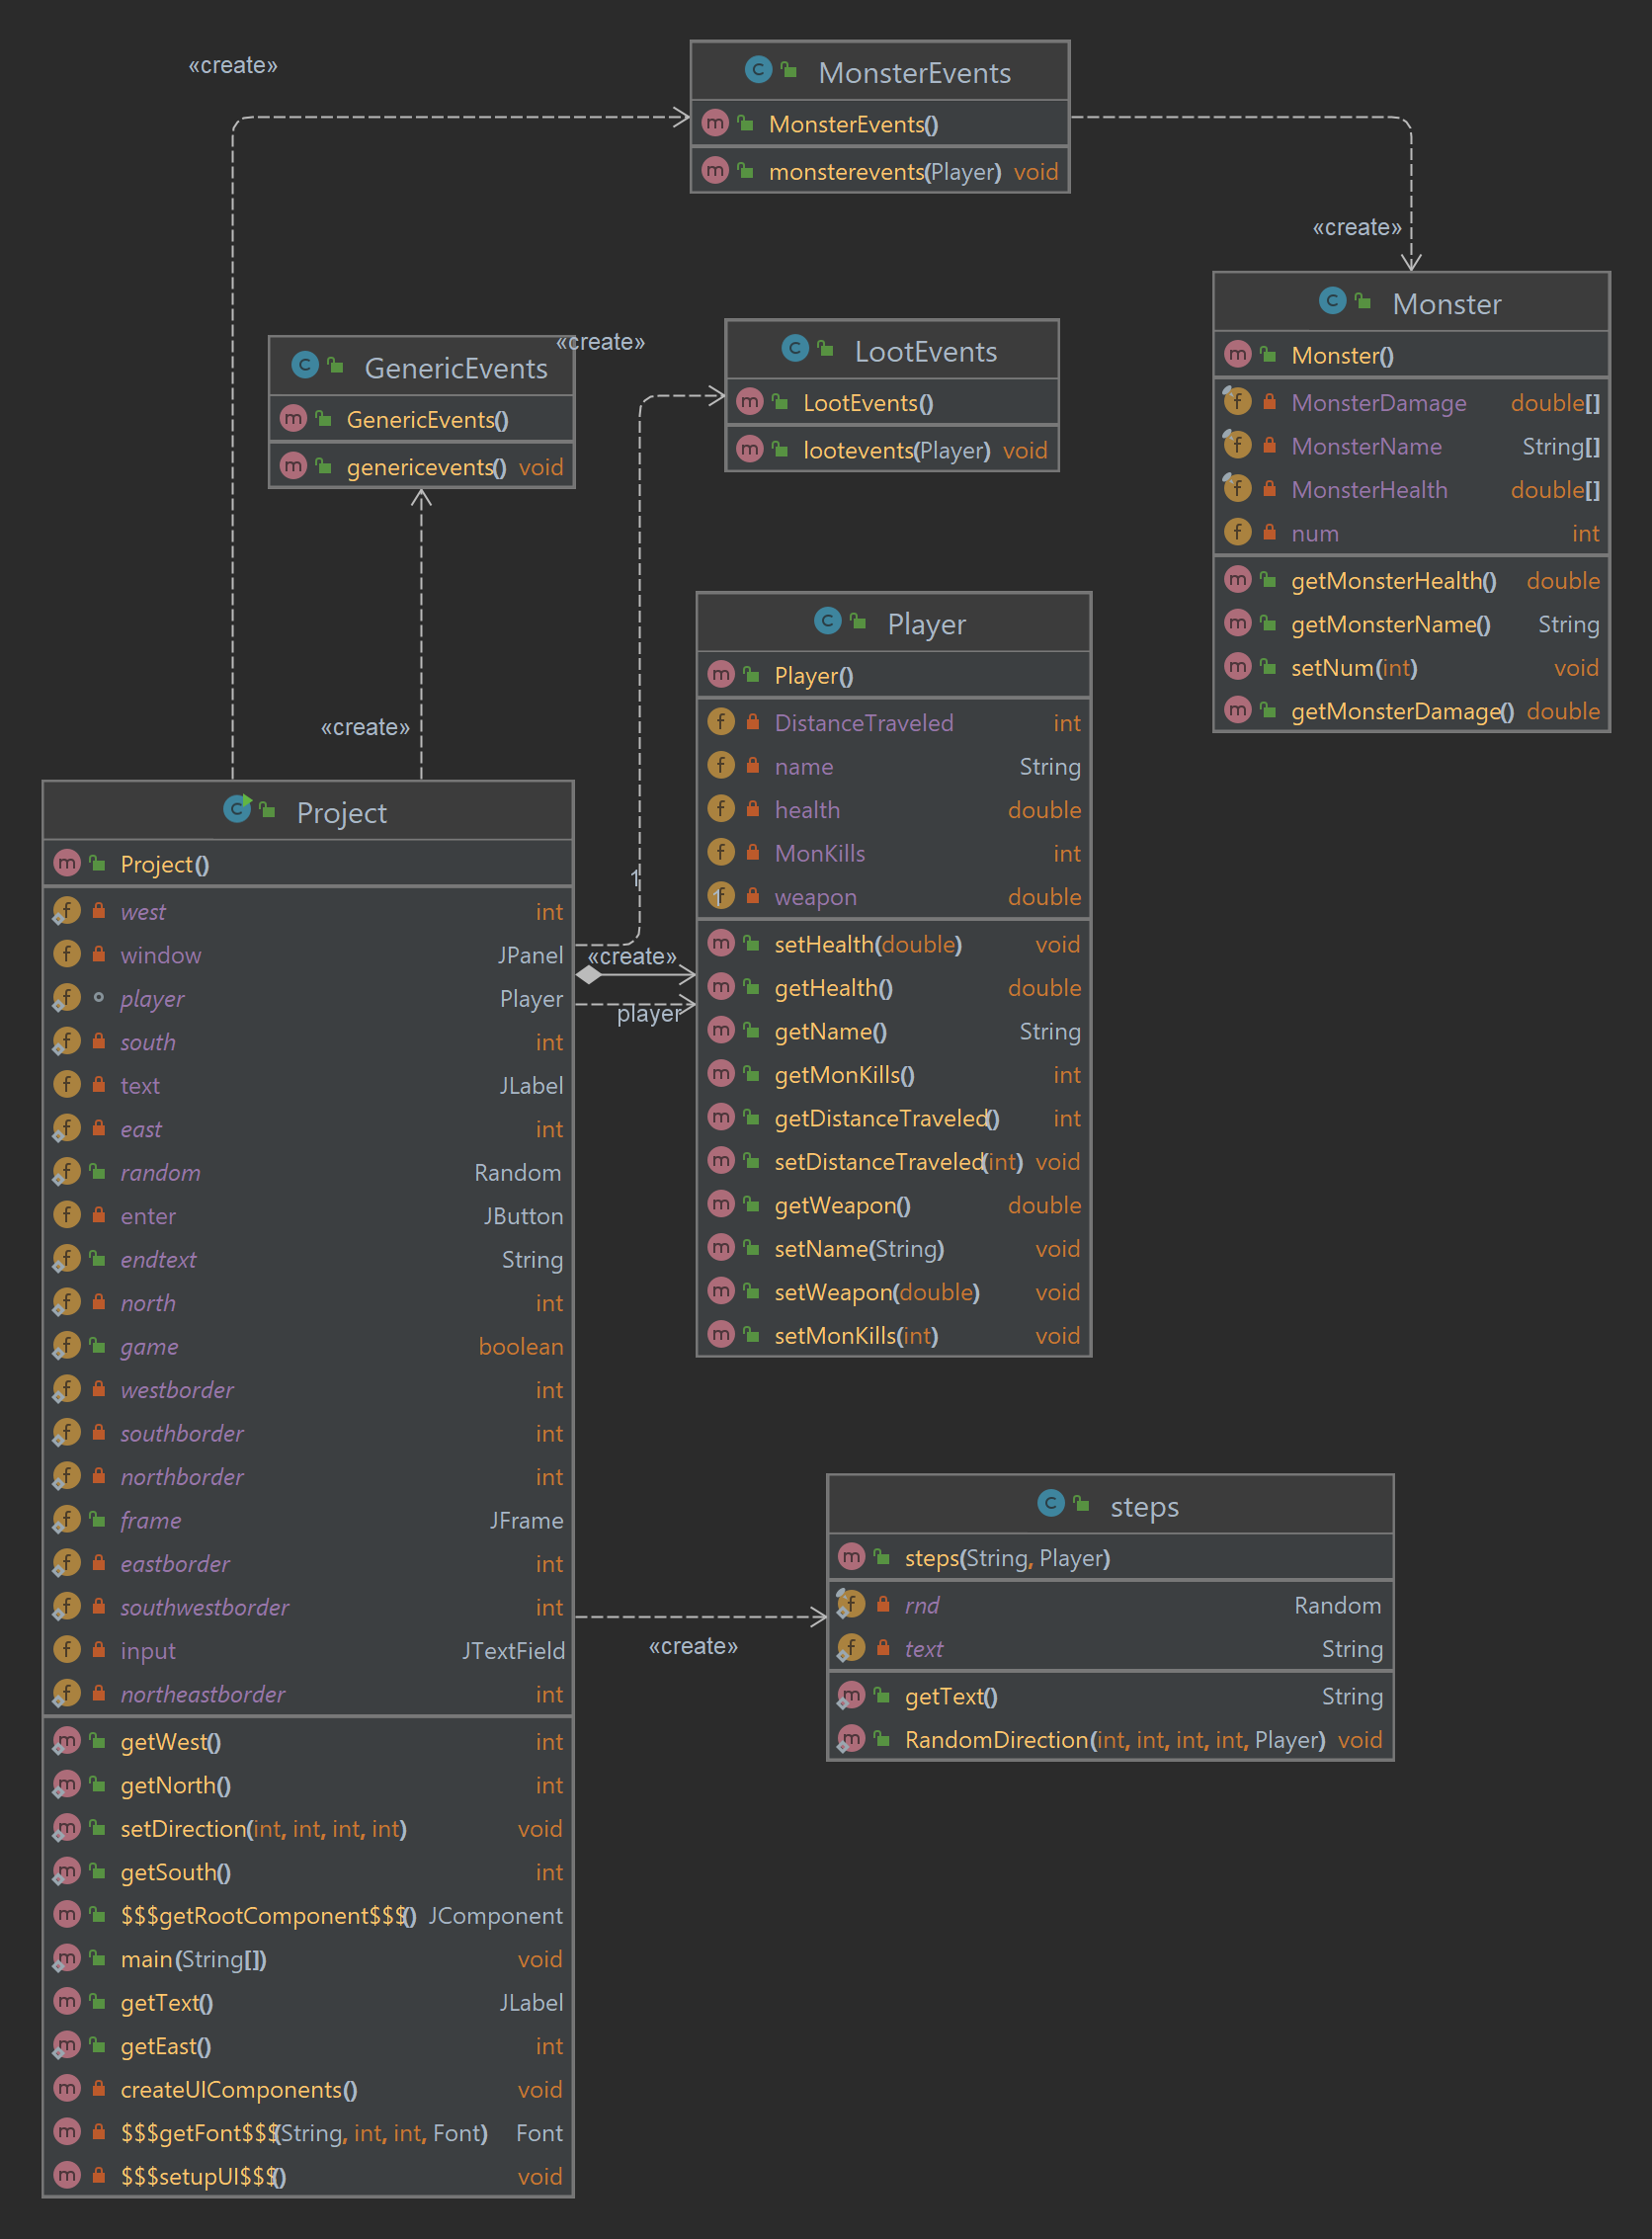 «create»
MonsterEvents
MonsterEvents()
monsterevents(Player) void
«create»
Monster
Monster()
MonsterDamage double[]
MonsterName String[]
MonsterHealth double[]
num int
getMonsterHealth() double
getMonsterName() String
setNum(int) void
getMonsterDamage() double
GenericEvents
GenericEvents()
genericevents() void
«create»
LootEvents
LootEvents()
lootevents(Player) void
«create»
Player
Player()
DistanceTraveled int
name String
health double
MonKills int
weapon double
setHealth(double) void
getHealth() double
getName() String
getMonKills() int
getDistanceTraveled() int
setDistanceTraveled(int) void
getWeapon() double
setName(String) void
setWeapon(double) void
setMonKills(int) void
1
1
«create»
player
Project
Project()
west int
window JPanel
player Player
south int
text JLabel
east int
random Random
enter JButton
endtext String
north int
game boolean
westborder int
southborder int
northborder int
frame JFrame
eastborder int
southwestborder int
input JTextField
northeastborder int
getWest() int
getNorth() int
setDirection(int, int, int, int) void
getSouth() int
$$$getRootComponent$$$() JComponent
main(String[]) void
getText() JLabel
getEast() int
createUIComponents() void
$$$getFont$$$(String, int, int, Font) Font
$$$setupUI$$$() void
«create»
steps
steps(String, Player)
rnd Random
text String
getText() String
RandomDirection(int, int, int, int, Player) void